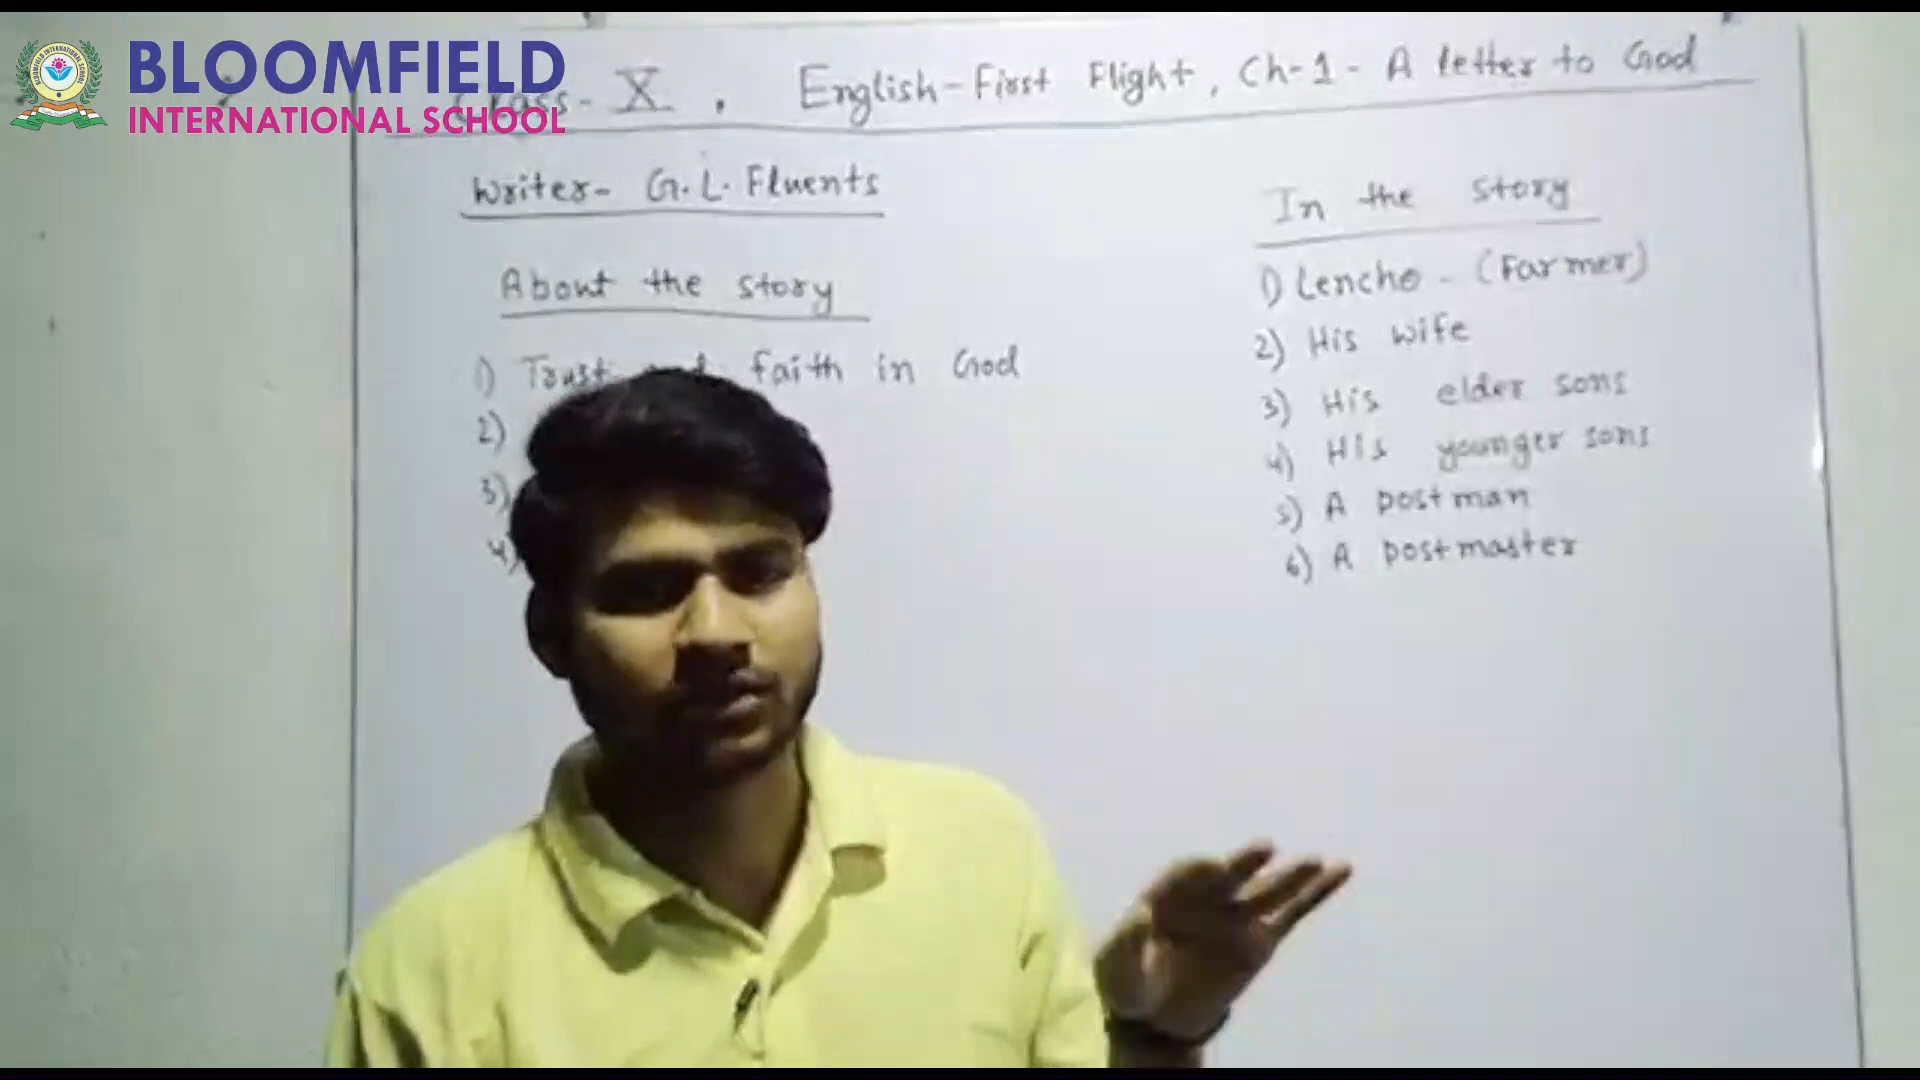 BLOOMFIELD
INTERNATIONAL SCHOOL
Class - X , English - First Flight, Ch-1 - A letter to God
Writer - G. L. Fluents
About the story
1) Trust and faith in God
2)
3)
4)
In the story
1) Lencho - (Farmer)
2) His wife
3) His elder sons
4) His younger sons
5) A postman
6) A postmaster